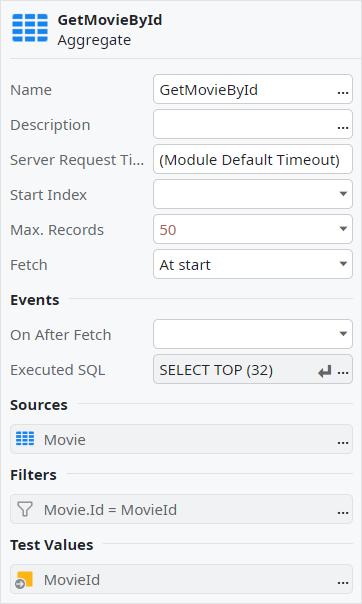 GetMovieById
Aggregate
Name GetMovieById ...
Description ...
Server Request Ti... (Module Default Timeout)
Start Index
Max. Records 50
Fetch At start
Events
On After Fetch
Executed SQL SELECT TOP (32) ...
Sources
Movie ...
Filters
Movie.Id = MovieId ...
Test Values
MovieId ...